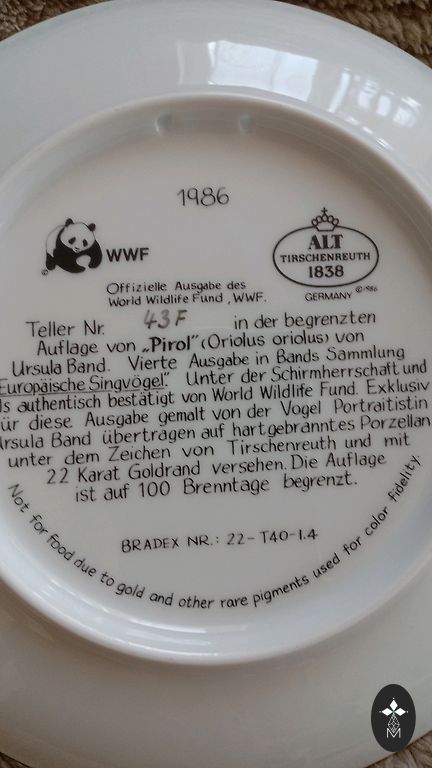 1986
© WWF
ALT
TIRSCHENREUTH
1838
GERMANY © 1986
Offizielle Ausgabe des
World Wildlife Fund, WWF.
Teller Nr. 43F in der begrenzten
Auflage von „Pirol" (Oriolus oriolus) von
Ursula Band. Vierte Ausgabe in Bands Sammlung
Europäische Singvögel". Unter der Schirmherrschaft und
ls authentisch bestätigt von World Wildlife Fund. Exklusiv
ür diese Ausgabe gemalt von der Vogel Portraitistin
Ursula Band übertragen auf hartgebranntes Porzellan
unter dem Zeichen von Tirschenreuth und mit
22 Karat Goldrand versehen. Die Auflage
ist auf 100 Brenntage begrenzt.
BRADEX NR.: 22-T40-1.4
Not for food due to gold and other rare pigments used for color fidelity.
M